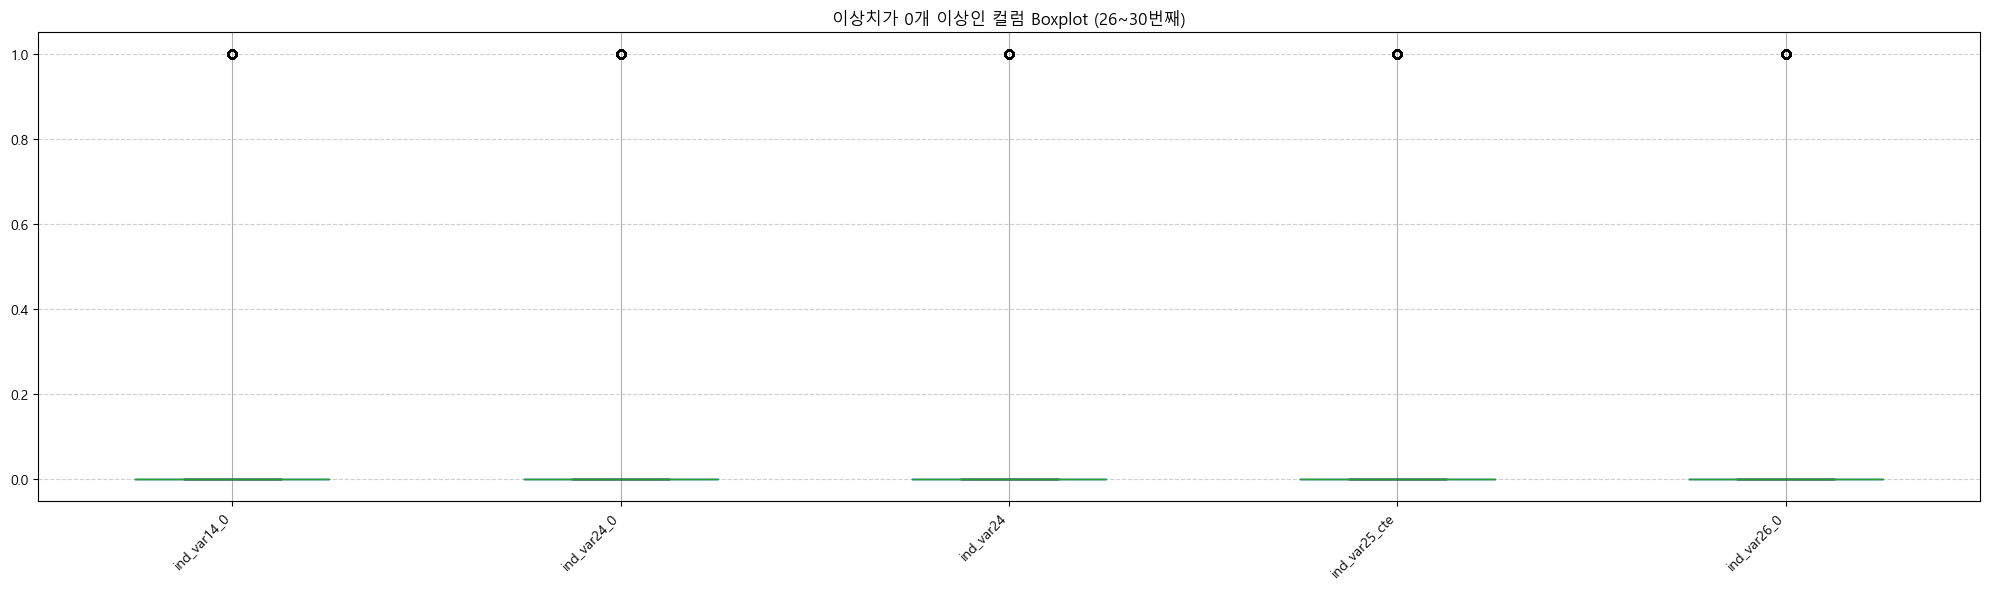 이상치가 0개 이상인 컬럼 Boxplot (26~30번째)
1.0
0.8
0.6
0.4
0.2
0.0
ind_var14_0
ind_var24_0
ind_var24
ind_var25_cte
ind_var26_0